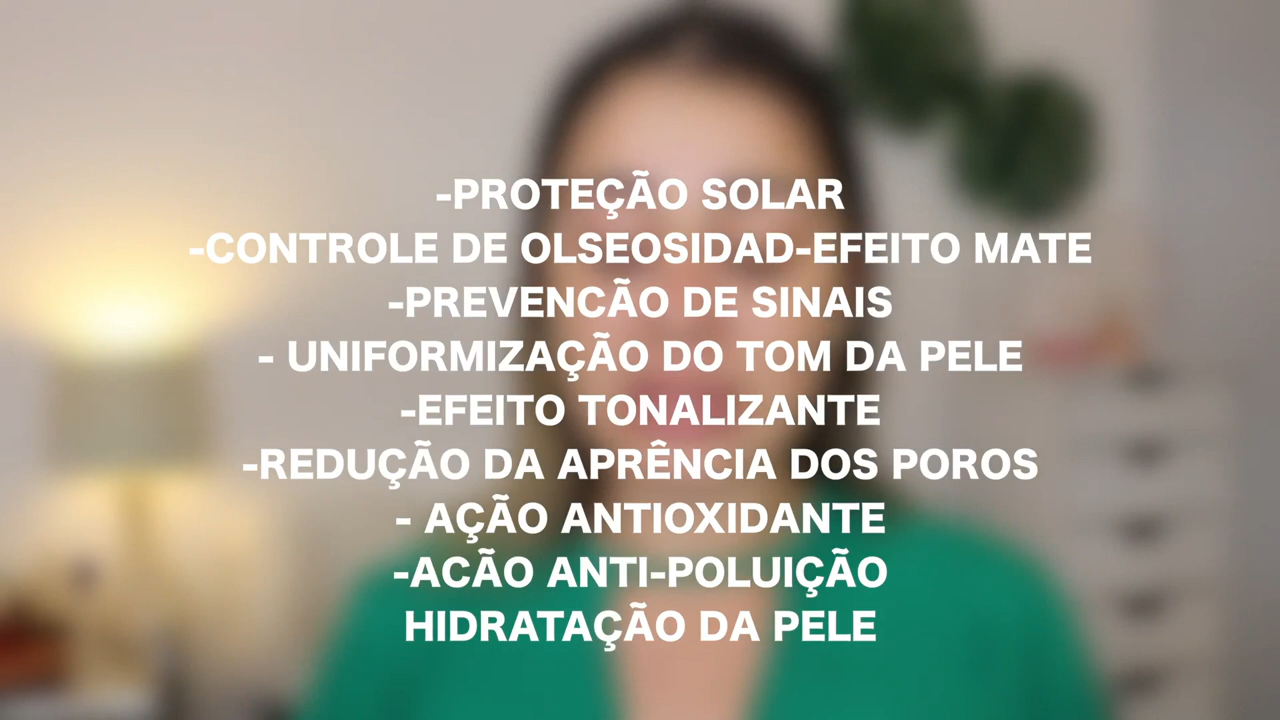 -PROTEÇÃO SOLAR
-CONTROLE DE OLSEOSIDAD-EFEITO MATE
-PREVENCÃO DE SINAIS
- UNIFORMIZAÇÃO DO TOM DA PELE
-EFEITO TONALIZANTE
-REDUÇÃO DA APRÊNCIA DOS POROS
- AÇÃO ANTIOXIDANTE
-ACÃO ANTI-POLUIÇÃO
HIDRATAÇÃO DA PELE